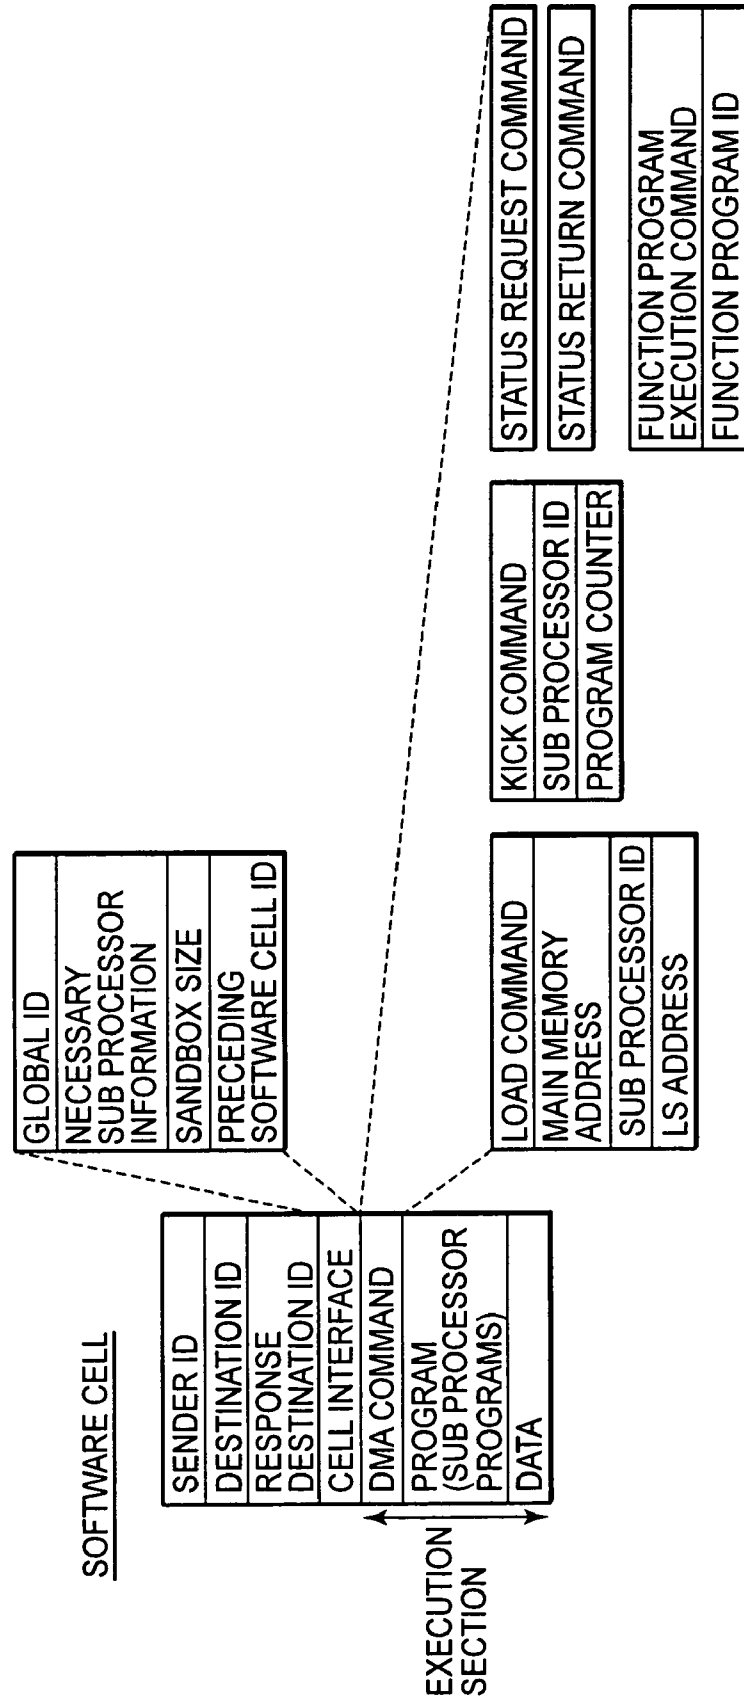 SOFTWARE CELL
SENDER ID
DESTINATION ID
RESPONSE
DESTINATION ID
CELL INTERFACE
DMA COMMAND
PROGRAM
(SUB PROCESSOR
PROGRAMS)
DATA
EXECUTION
SECTION
GLOBAL ID
NECESSARY
SUB PROCESSOR
INFORMATION
SANDBOX SIZE
PRECEDING
SOFTWARE CELL ID
LOAD COMMAND
MAIN MEMORY
ADDRESS
SUB PROCESSOR ID
LS ADDRESS
KICK COMMAND
SUB PROCESSOR ID
PROGRAM COUNTER
STATUS REQUEST COMMAND
STATUS RETURN COMMAND
FUNCTION PROGRAM
EXECUTION COMMAND
FUNCTION PROGRAM ID